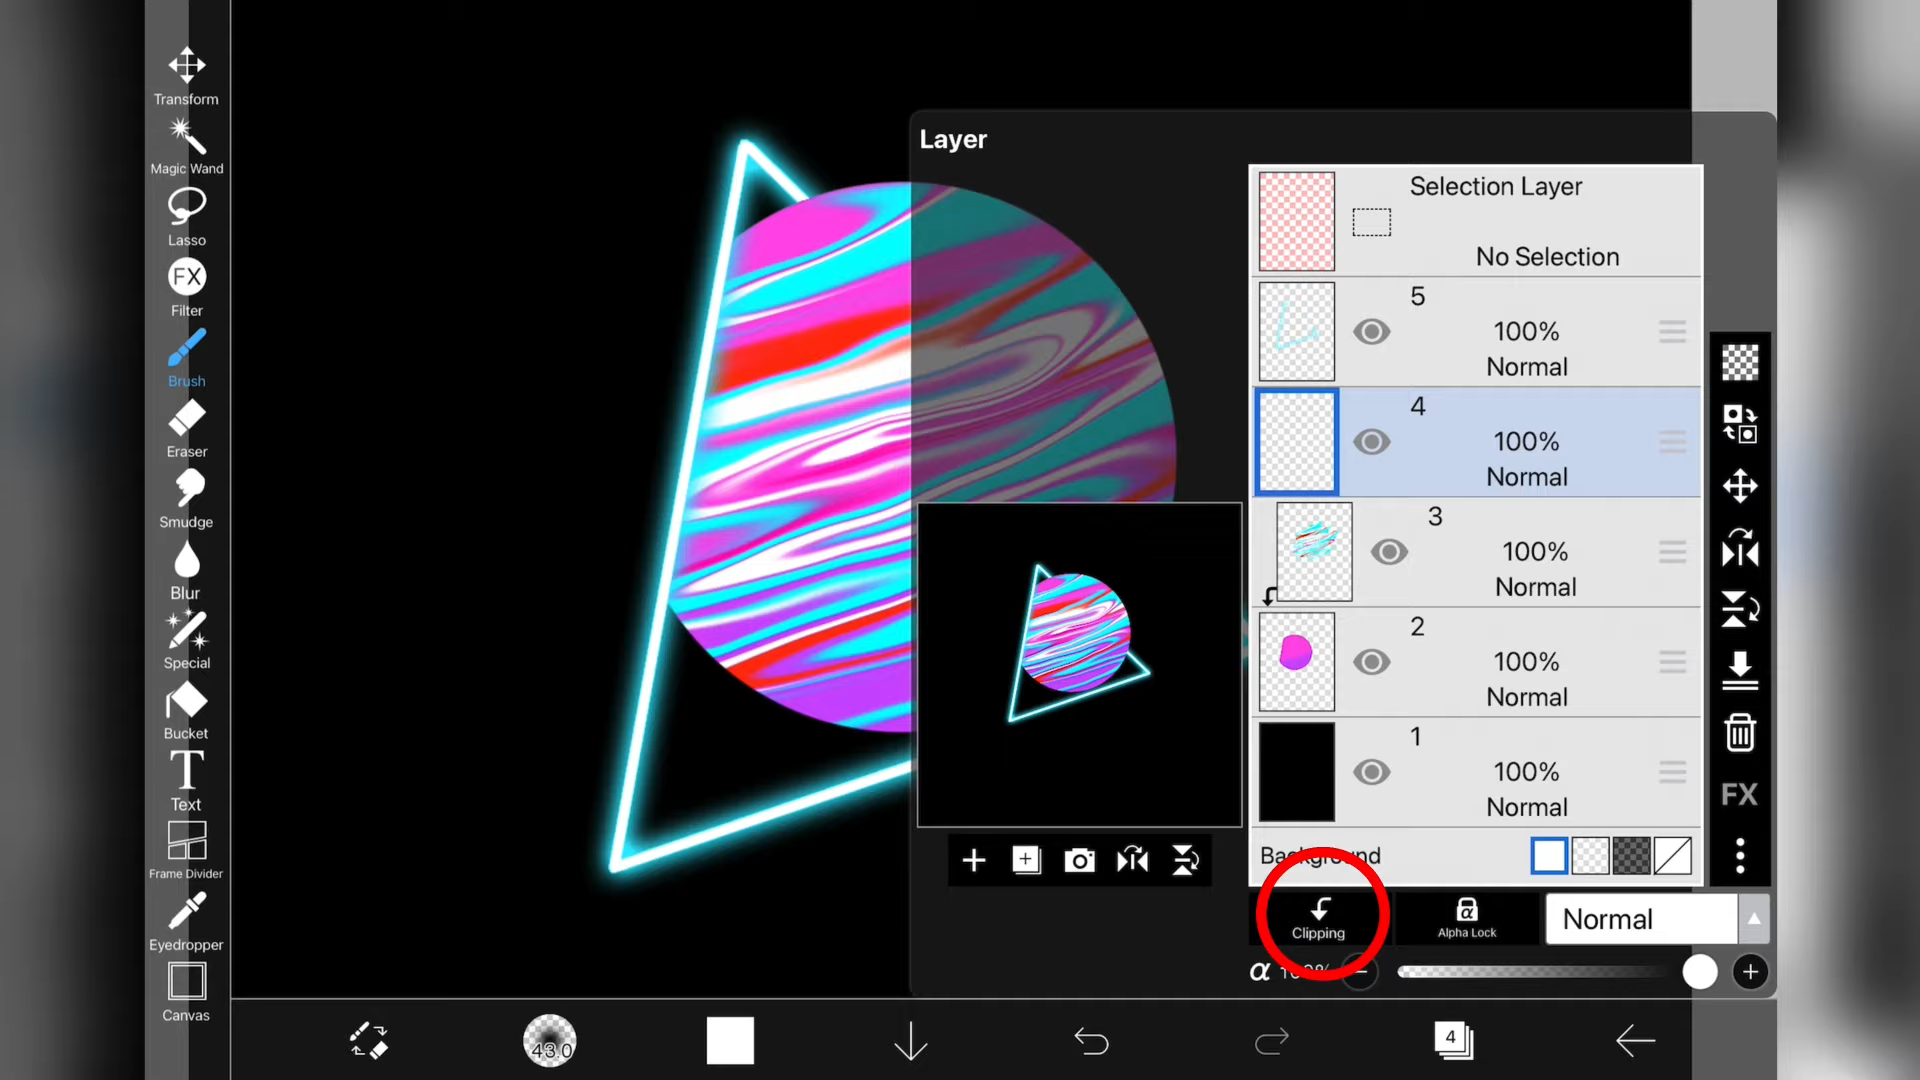 Transform
Magic Wand
Lasso
FX
Filter
Brush
Eraser
Smudge
Blur
Special
Bucket
T
Text
Frame Divider
Eyedropper
Canvas
Layer
Selection Layer
No Selection
5
100%
Normal
4
100%
Normal
3
100%
Normal
2
100%
Normal
1
100%
Normal
Background
FX
Clipping
α
Alpha Lock
Normal
α 100%
43.0
4